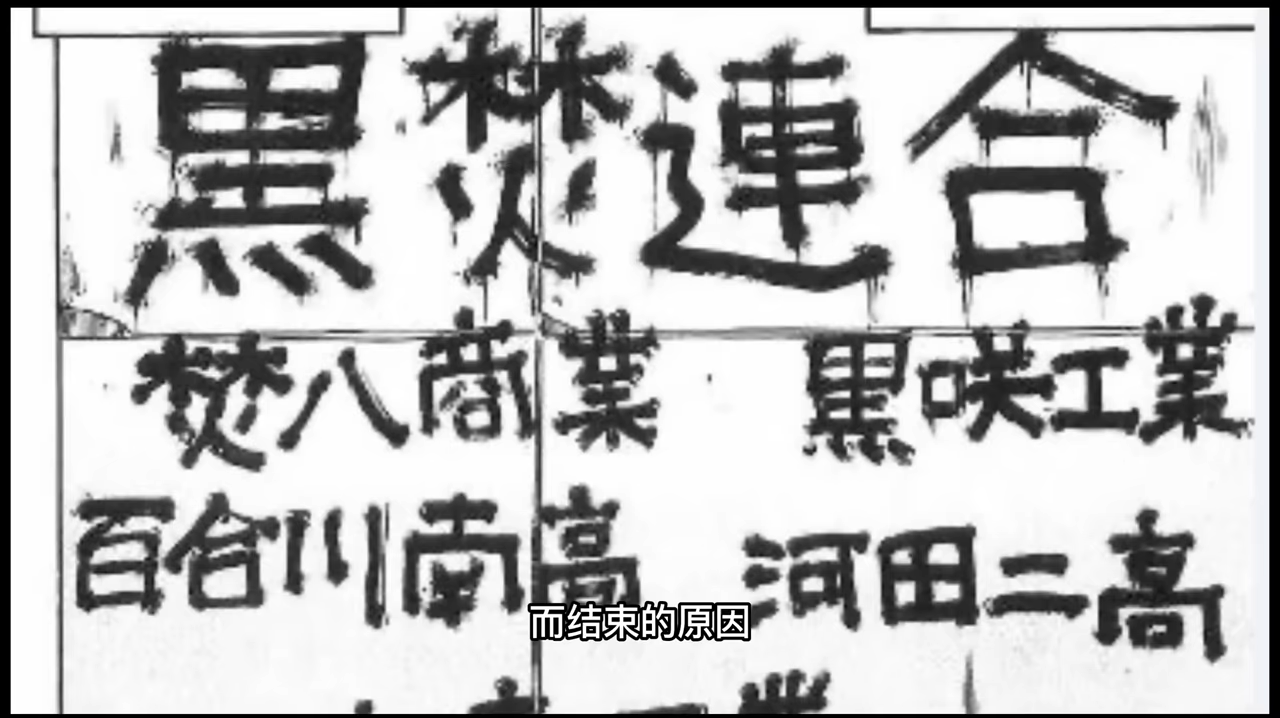 黒焚連合
焚八商業 黒咲工業
百合川南高 河田二高
而结束的原因
業